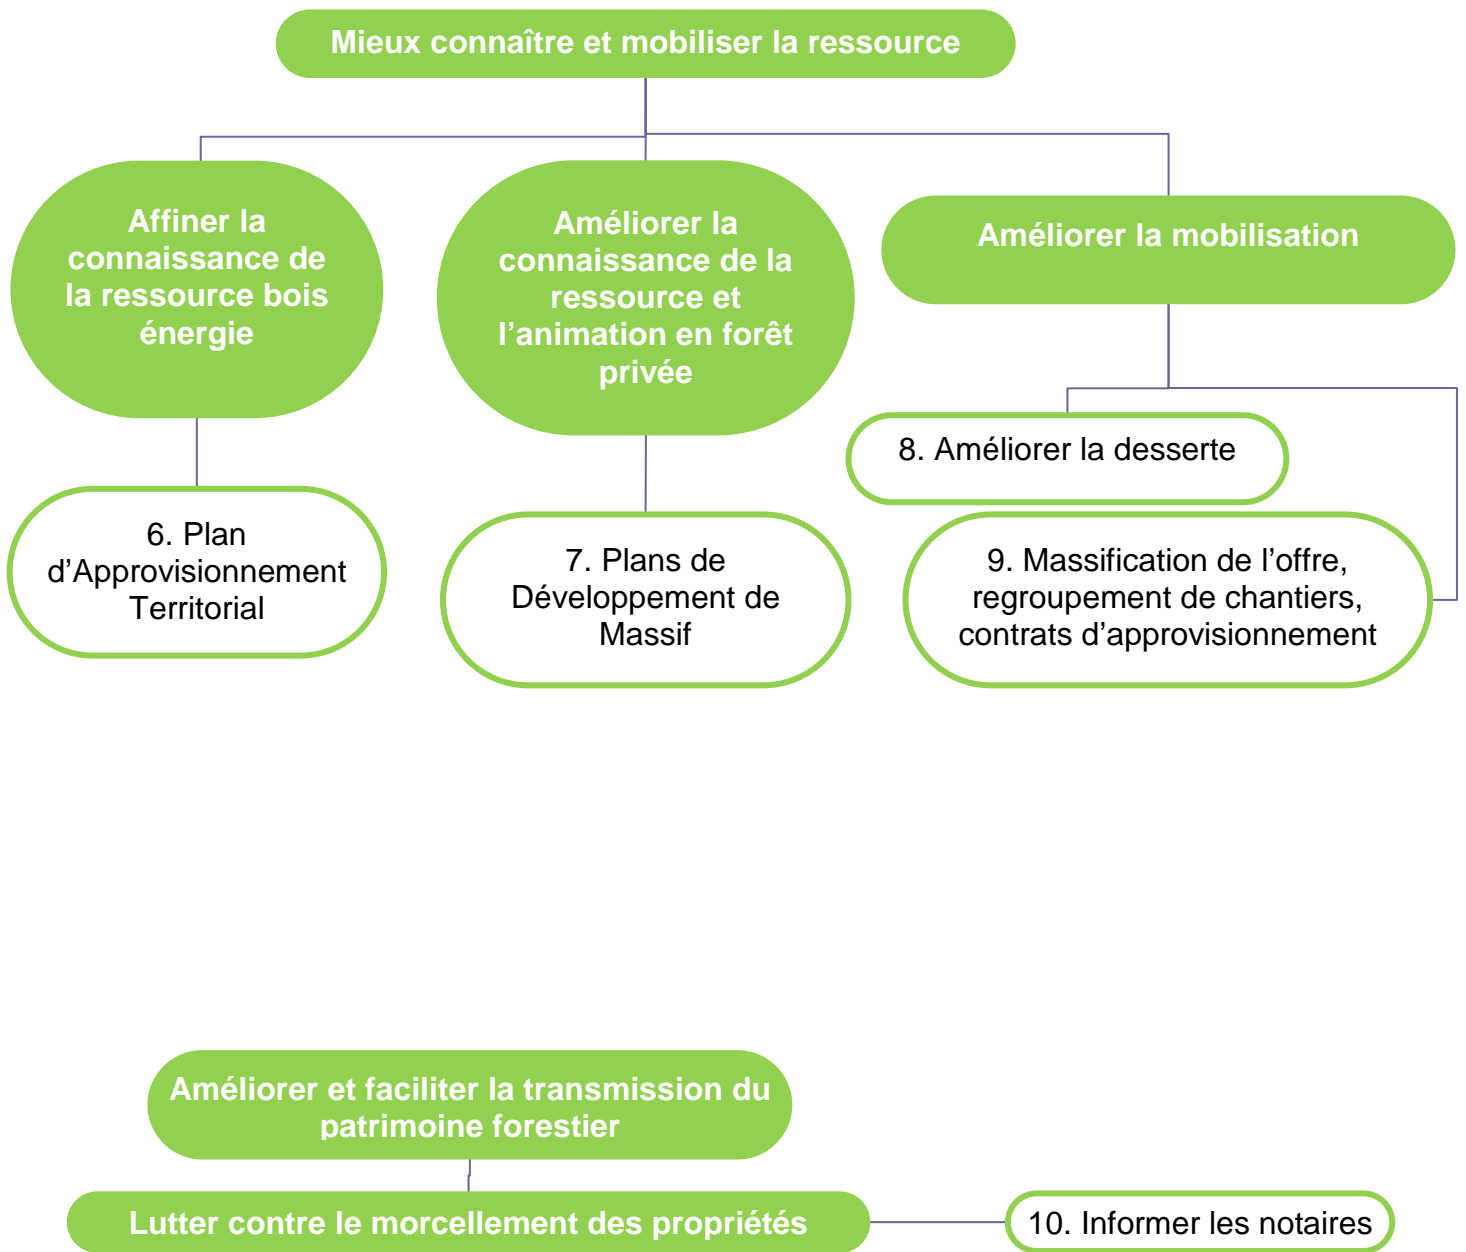 Mieux connaître et mobiliser la ressource
Affiner la
connaissance de
la ressource bois
énergie
Améliorer la
connaissance de la
ressource et
l’animation en forêt
privée
Améliorer la mobilisation
6. Plan
d’Approvisionnement
Territorial
7. Plans de
Développement de
Massif
8. Améliorer la desserte
9. Massification de l’offre,
regroupement de chantiers,
contrats d’approvisionnement
Améliorer et faciliter la transmission du
patrimoine forestier
Lutter contre le morcellement des propriétés
10. Informer les notaires